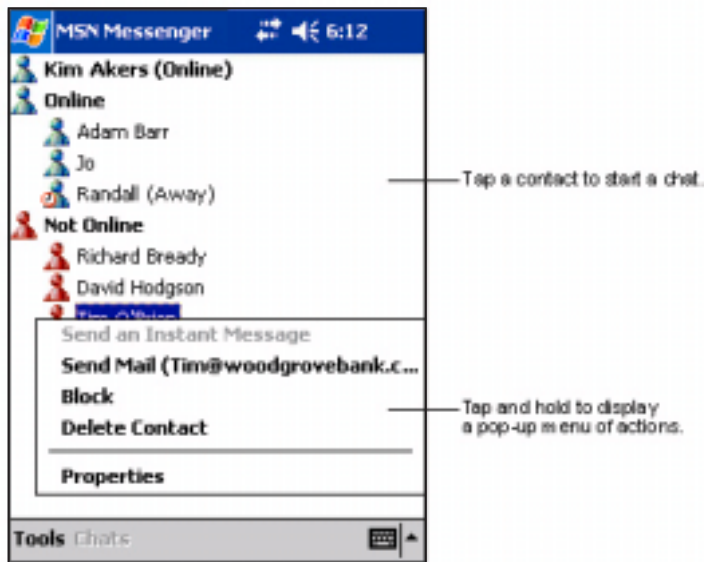 MSN Messenger 6:12
Kim Akers (Online)
Online
Adam Barr
Jo
Randall (Away)
Not Online
Richard Bready
David Hodgson
Tim O'Brien
Send an Instant Message
Send Mail (Tim@woodgrovebank.c...
Block
Delete Contact
Properties
Tools Chats
Tap a contact to start a chat.
Tap and hold to display
a pop-up menu of actions.